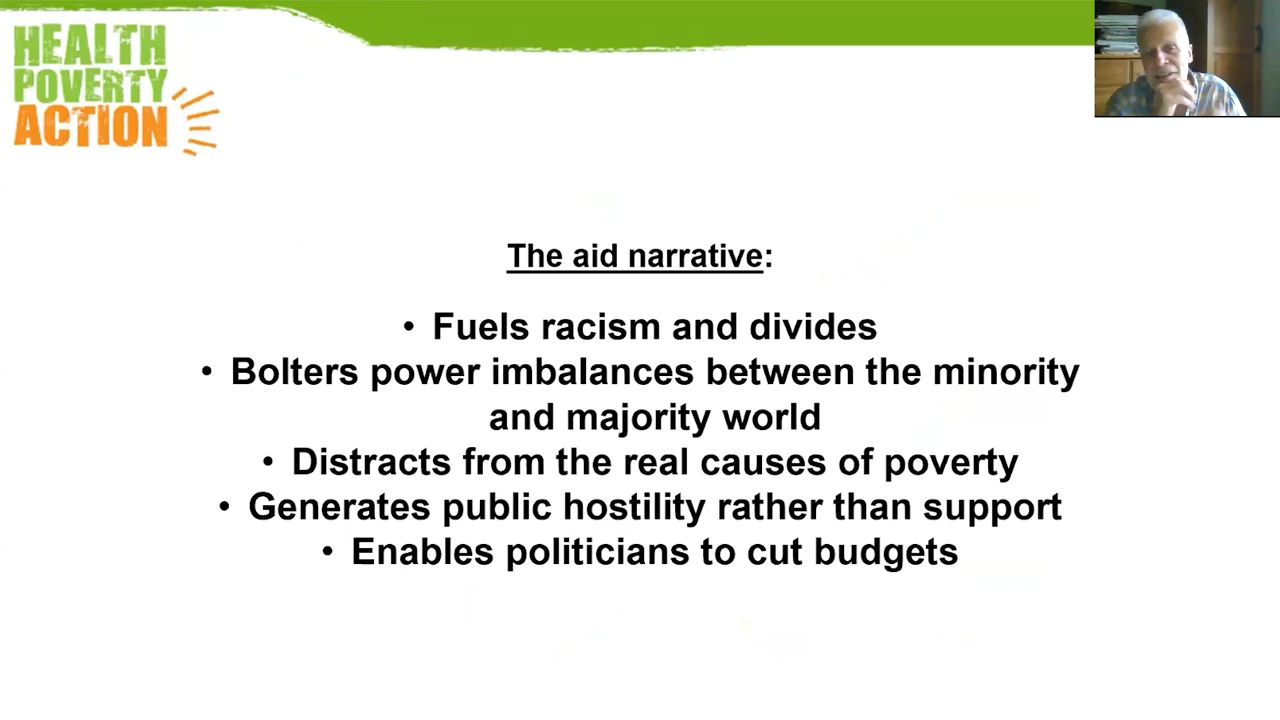 HEALTH
POVERTY
ACTION
The aid narrative:
• Fuels racism and divides
• Bolters power imbalances between the minority
and majority world
• Distracts from the real causes of poverty
• Generates public hostility rather than support
• Enables politicians to cut budgets